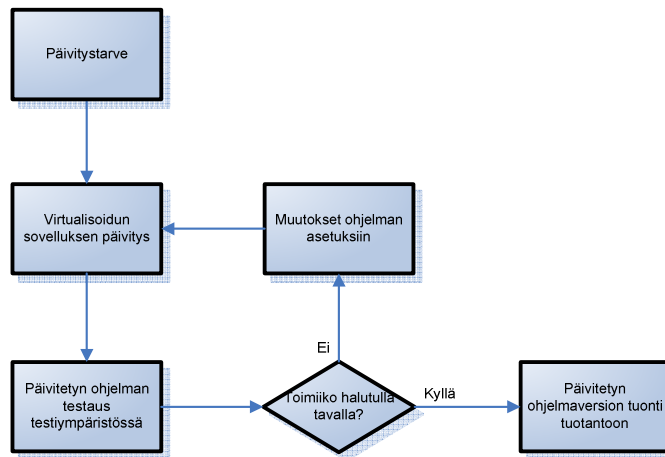 Päivitystarve
Virtualisoidun
sovelluksen päivitys
Muutokset ohjelman
asetuksiin
Ei
Päivitetyn ohjelman
testaus
testiympäristössä
Toimiiko halutulla
tavalla?
Kyllä
Päivitetyn
ohjelmaversion tuonti
tuotantoon